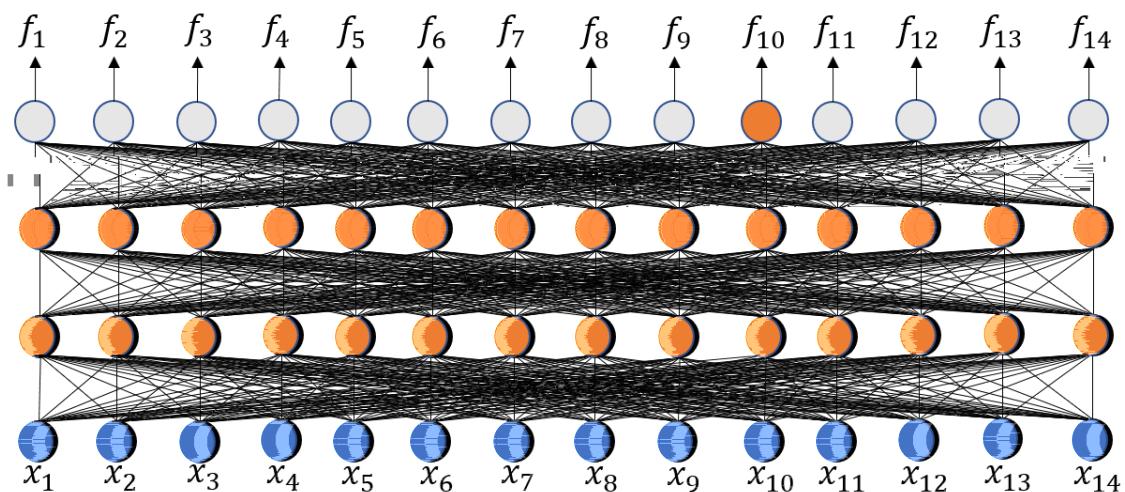 f₁ f₂ f₃ f₄ f₅ f₆ f₇ f₈ f₉ f₁₀ f₁₁ f₁₂ f₁₃ f₁₄
x₁ x₂ x₃ x₄ x₅ x₆ x₇ x₈ x₉ x₁₀ x₁₁ x₁₂ x₁₃ x₁₄